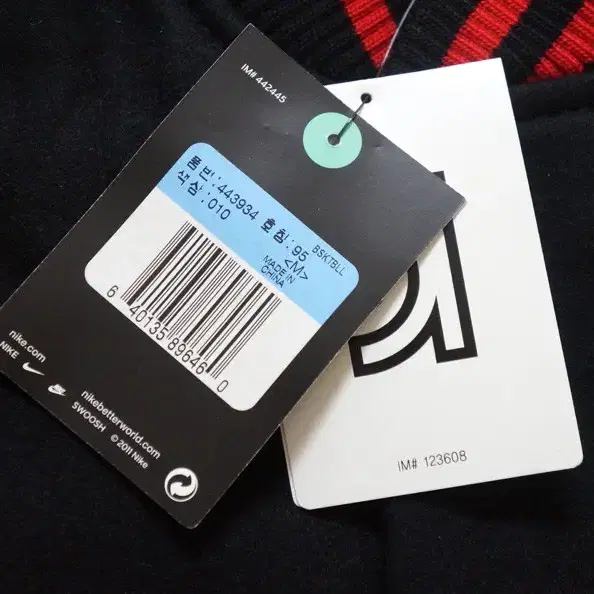 IM# 442445
품 번 : 443934 호칭 : 95
색상 : 010
<M>
BSKTBLL
MADE IN
CHINA
6 40135 89646 0
nike.com
NIKE
nikebetterworld.com
SWOOSH © 2011 Nike
IM# 123608